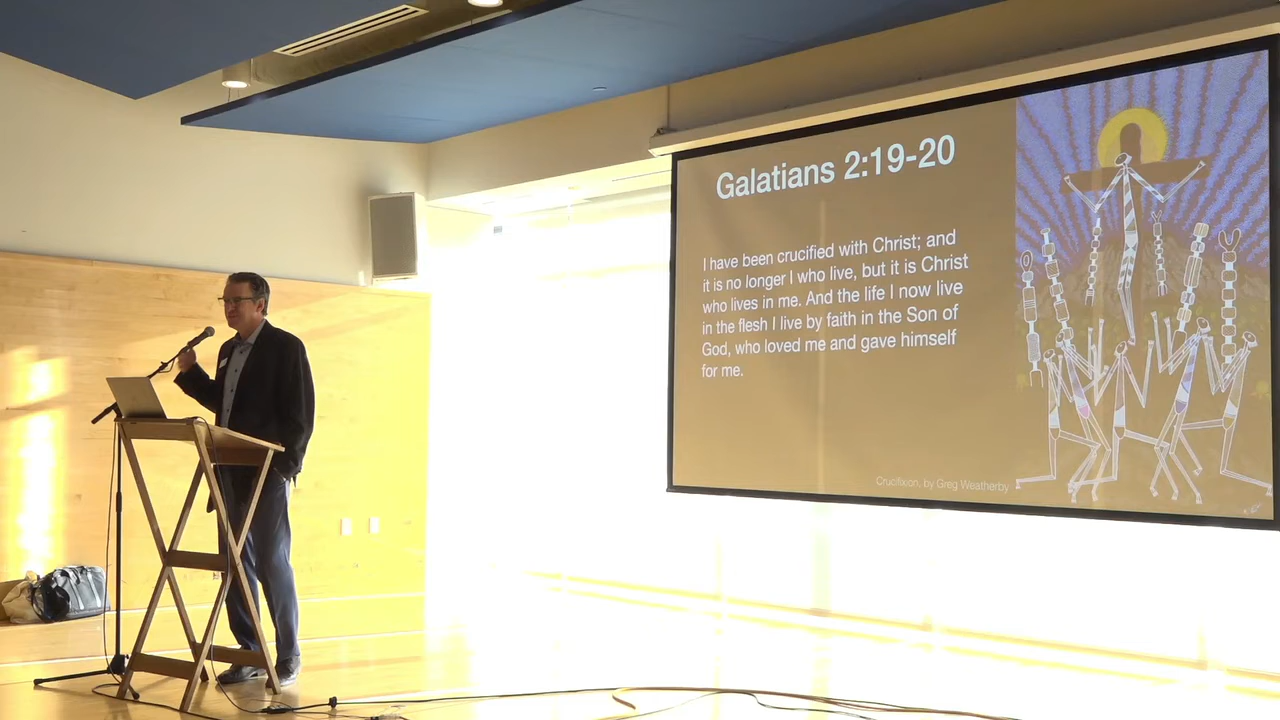 Galatians 2:19-20
I have been crucified with Christ; and
it is no longer I who live, but it is Christ
who lives in me. And the life I now live
in the flesh I live by faith in the Son of
God, who loved me and gave himself
for me.
Crucifixion, by Greg Weatherby